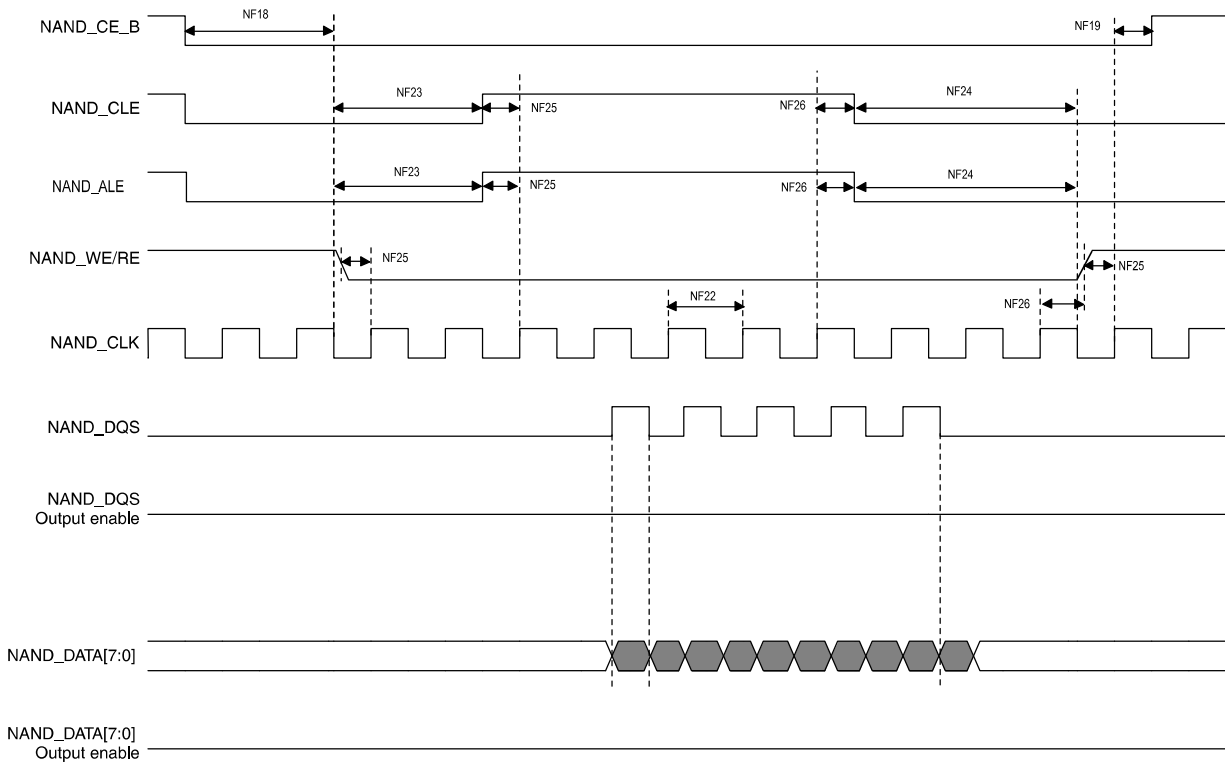 NAND_CE_B
NF18
NF19
NAND_CLE
NF23
NF25
NF26
NF24
NAND_ALE
NF23
NF25
NF26
NF24
NAND_WE/RE
NF25
NF25
NF22
NF26
NAND_CLK
NAND_DQS
NAND_DQS
Output enable
NAND_DATA[7:0]
NAND_DATA[7:0]
Output enable